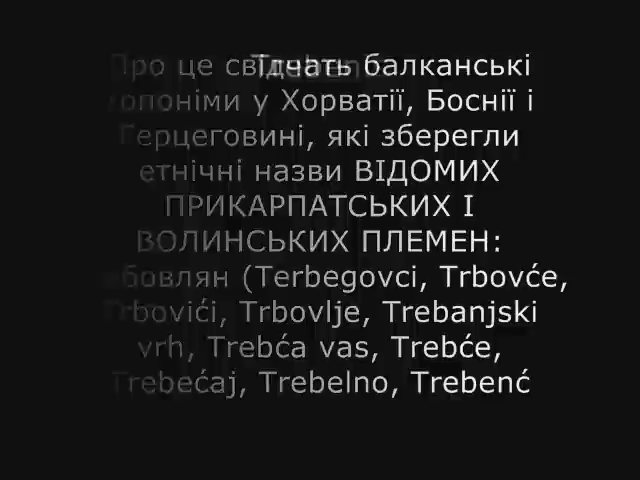 Про це свідчать балканські
топоніми у Хорватії, Боснії і
Герцеговині, які зберегли
етнічні назви ВІДОМИХ
ПРИКАРПАТСЬКИХ І
ВОЛИНСЬКИХ ПЛЕМЕН:
(Terbegovci, Trbovće,
Trbovići, Trbovlje, Trebanjski
vrh, Trebća vas, Trebće,
Trebećaj, Trebelno, Trebenć